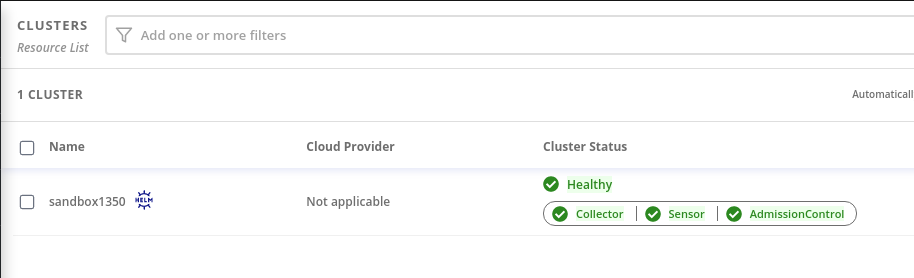 CLUSTERS
Resource List
Add one or more filters
1 CLUSTER
Automaticall
Name Cloud Provider Cluster Status
sandbox1350 HELM Not applicable Healthy
Collector Sensor AdmissionControl